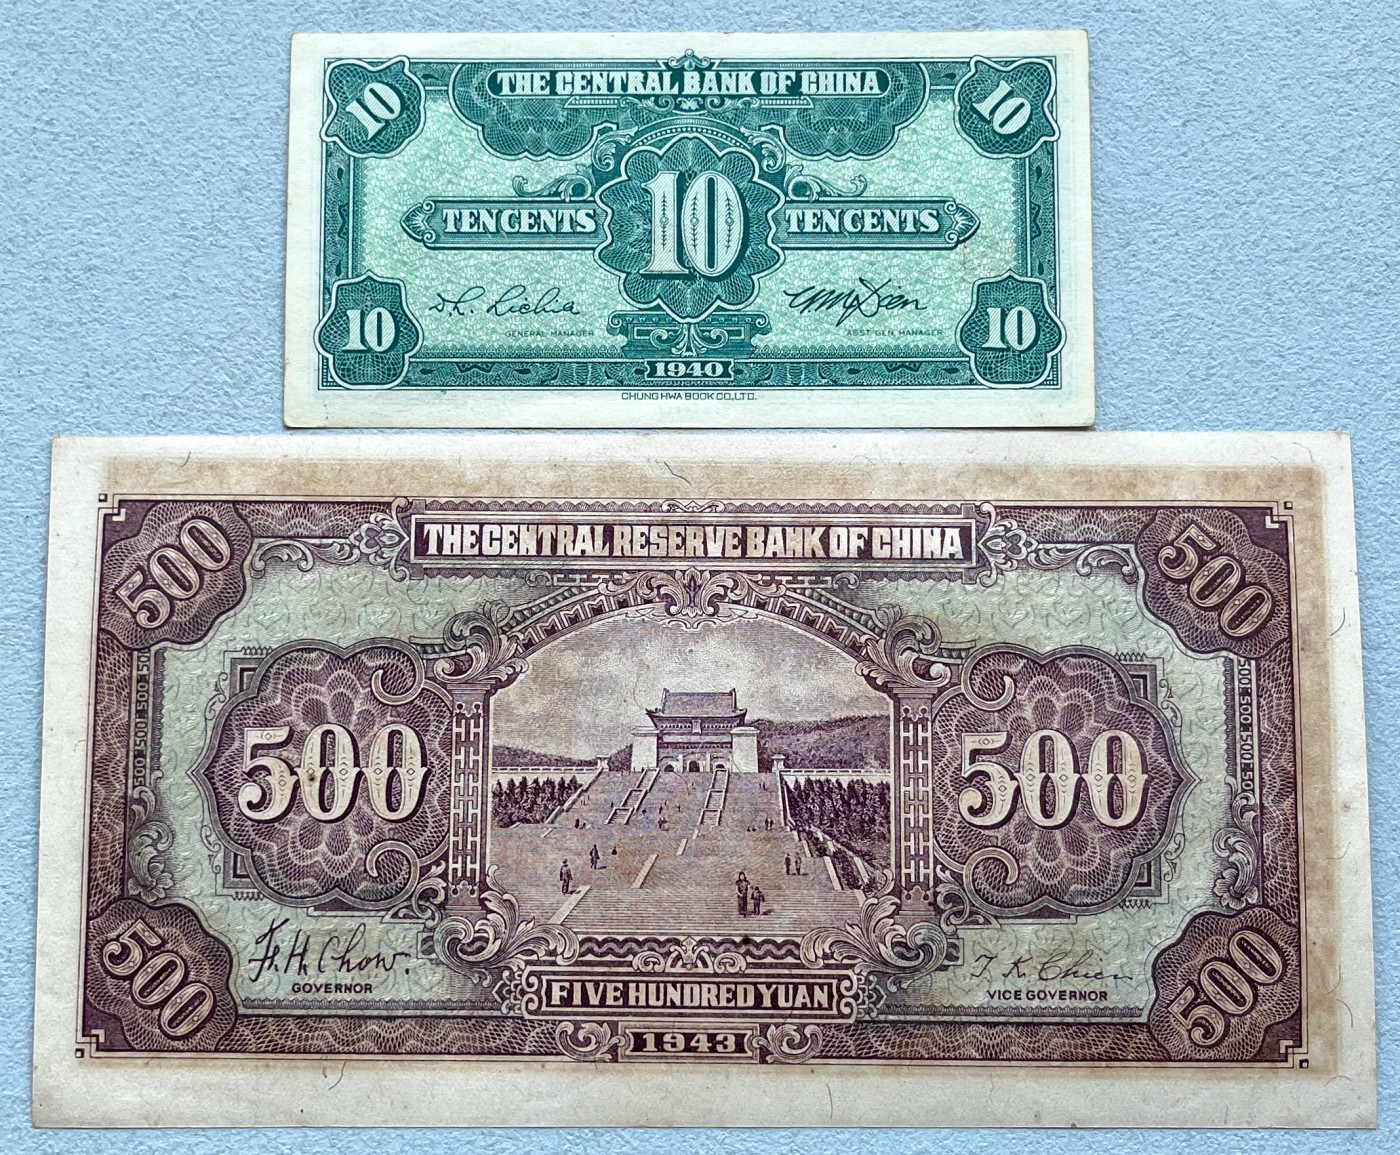 THE CENTRAL BANK OF CHINA
10 10
TEN CENTS 10 TEN CENTS
GENERAL MANAGER ASST GEN. MANAGER
10 10
1940
CHUNG HWA BOOK CO., LTD.
THE CENTRAL RESERVE BANK OF CHINA
500 500
500 500
F. H. Chow. T. K. Chien
GOVERNOR VICE GOVERNOR
500 500
FIVE HUNDRED YUAN
1943